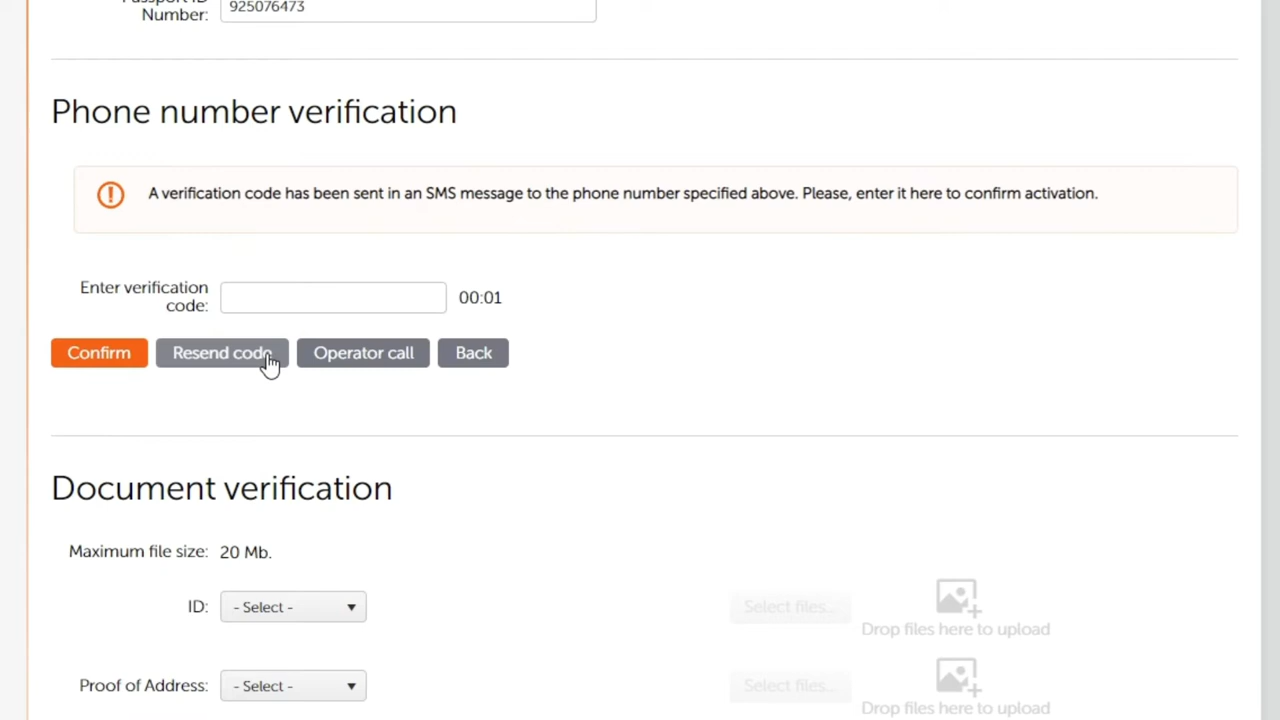 Passport ID
Number:
925076473
Phone number verification
A verification code has been sent in an SMS message to the phone number specified above. Please, enter it here to confirm activation.
Enter verification
code:
00:01
Confirm
Resend code
Operator call
Back
Document verification
Maximum file size: 20 Mb.
ID:
- Select -
Select files...
Drop files here to upload
Proof of Address:
- Select -
Select files...
Drop files here to upload